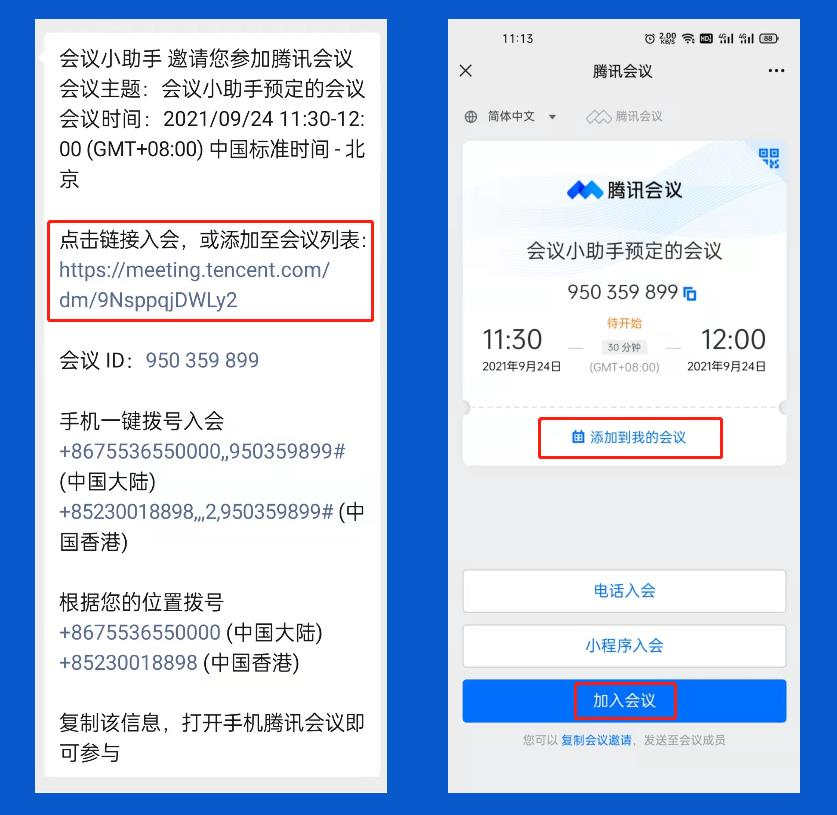 会议小助手 邀请您参加腾讯会议
会议主题：会议小助手预定的会议
会议时间：2021/09/24 11:30-12:
00 (GMT+08:00) 中国标准时间 - 北
京
点击链接入会，或添加至会议列表:
https://meeting.tencent.com/
dm/9NsppqjDWLy2
会议 ID：950 359 899
手机一键拨号入会
+8675536550000,,950359899#
(中国大陆)
+85230018898,,,2,950359899# (中
国香港)
根据您的位置拨号
+8675536550000 (中国大陆)
+85230018898 (中国香港)
复制该信息，打开手机腾讯会议即
可参与
11:13 2.00 KB/S HD 4G 4G 88
腾讯会议
简体中文 腾讯会议
腾讯会议
会议小助手预定的会议
950 359 899
待开始
11:30 30 分钟 12:00
2021年9月24日 (GMT+08:00) 2021年9月24日
添加到我的会议
电话入会
小程序入会
加入会议
您可以 复制会议邀请，发送至会议成员